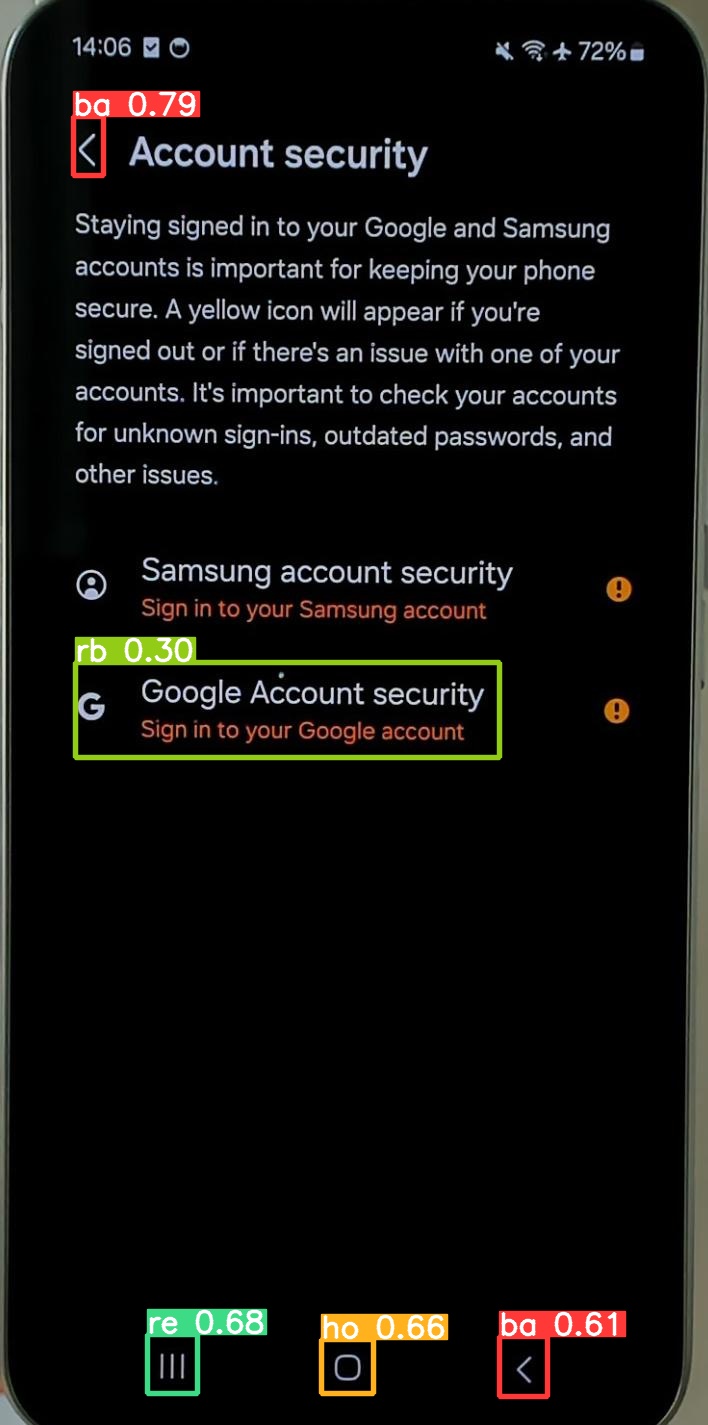 14:06
72%
ba 0.79
Account security
Staying signed in to your Google and Samsung
accounts is important for keeping your phone
secure. A yellow icon will appear if you're
signed out or if there's an issue with one of your
accounts. It's important to check your accounts
for unknown sign-ins, outdated passwords, and
other issues.
Samsung account security
Sign in to your Samsung account
rb 0.30
G
Google Account security
Sign in to your Google account
re 0.68
ho 0.66
ba 0.61